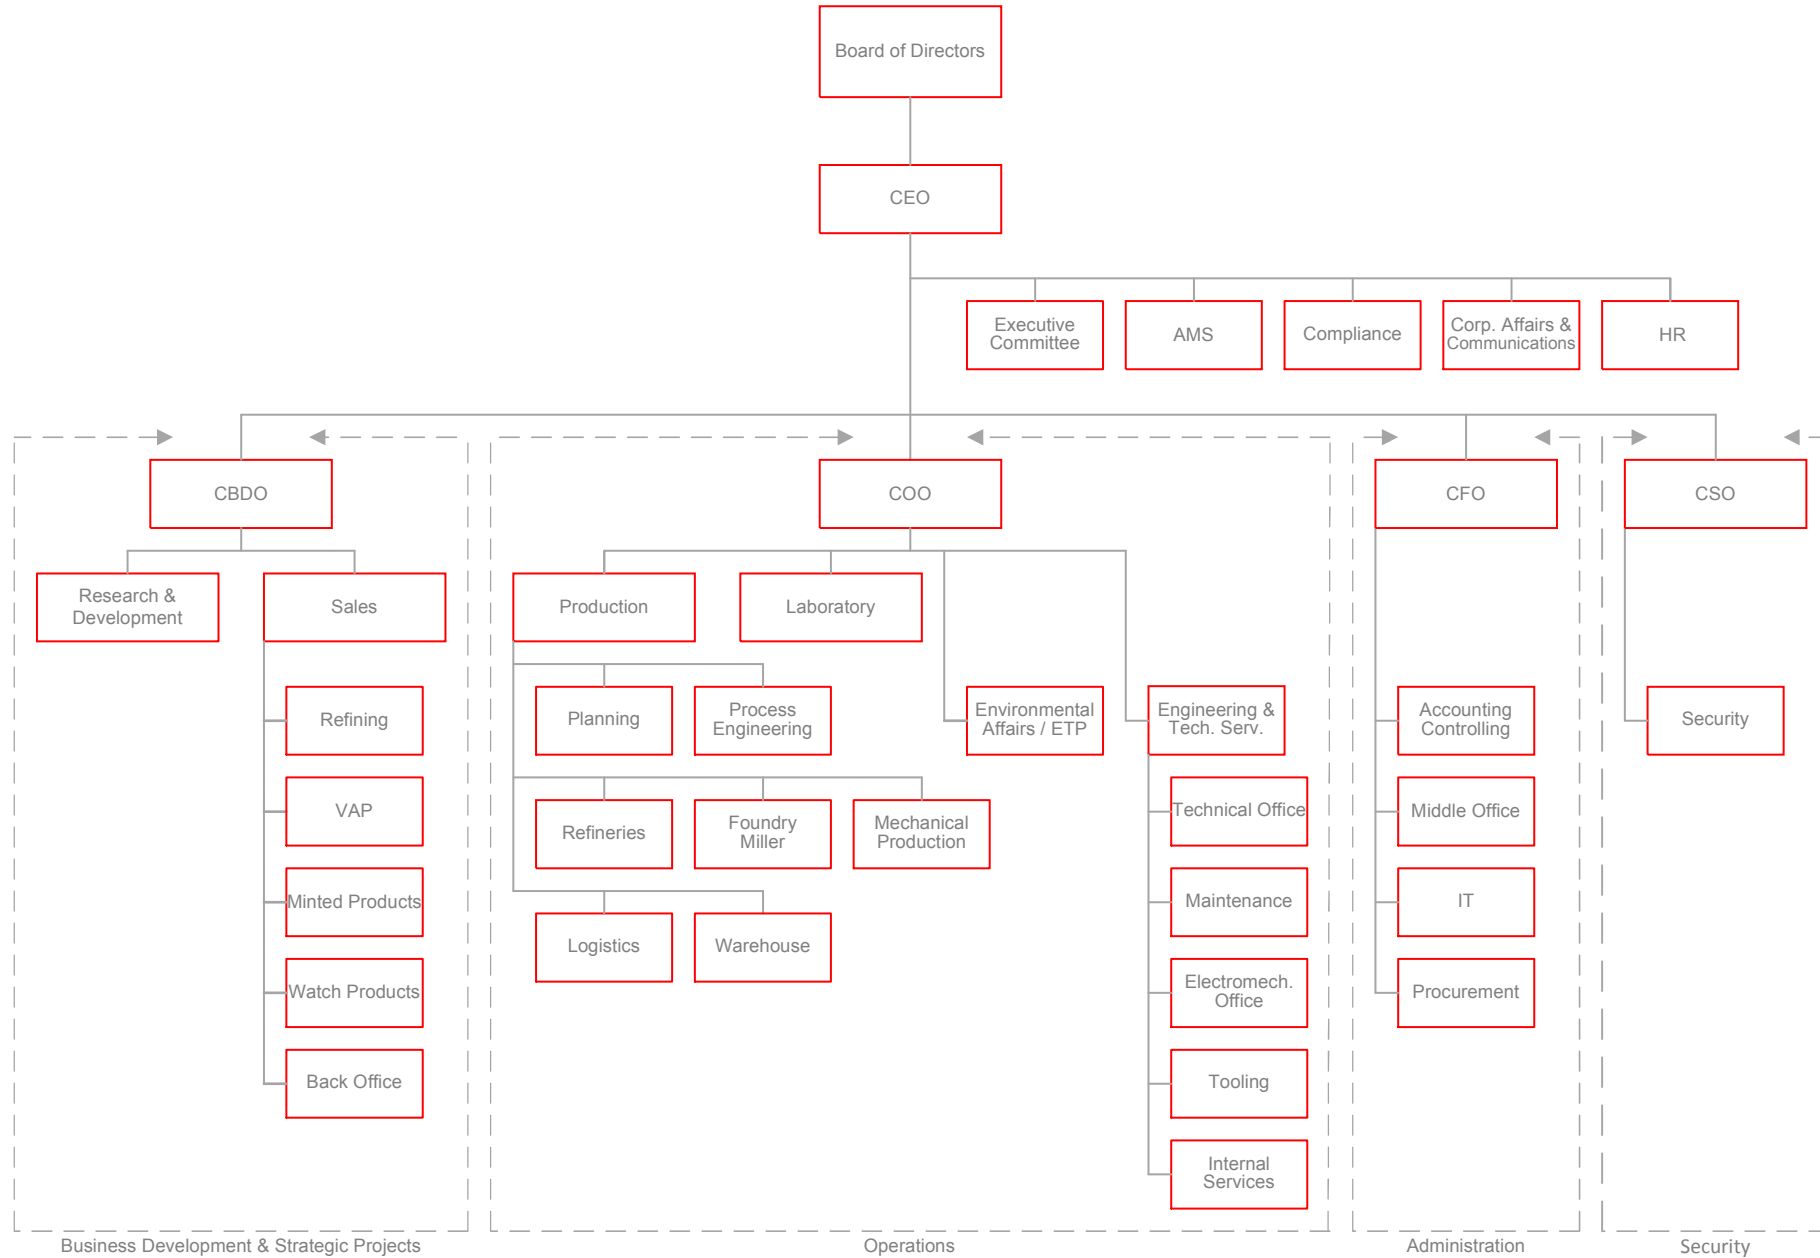 Board of Directors
CEO
Executive
Committee
AMS
Compliance
Corp. Affairs &
Communications
HR
CBDO
COO
CFO
CSO
Research &
Development
Sales
Production
Laboratory
Refining
Planning
Process
Engineering
Environmental
Affairs / ETP
Engineering &
Tech. Serv.
Accounting
Controlling
Security
VAP
Refineries
Foundry
Miller
Mechanical
Production
Technical Office
Middle Office
Minted Products
Logistics
Warehouse
Maintenance
IT
Watch Products
Electromech.
Office
Procurement
Back Office
Tooling
Internal
Services
Business Development & Strategic Projects
Operations
Administration
Security